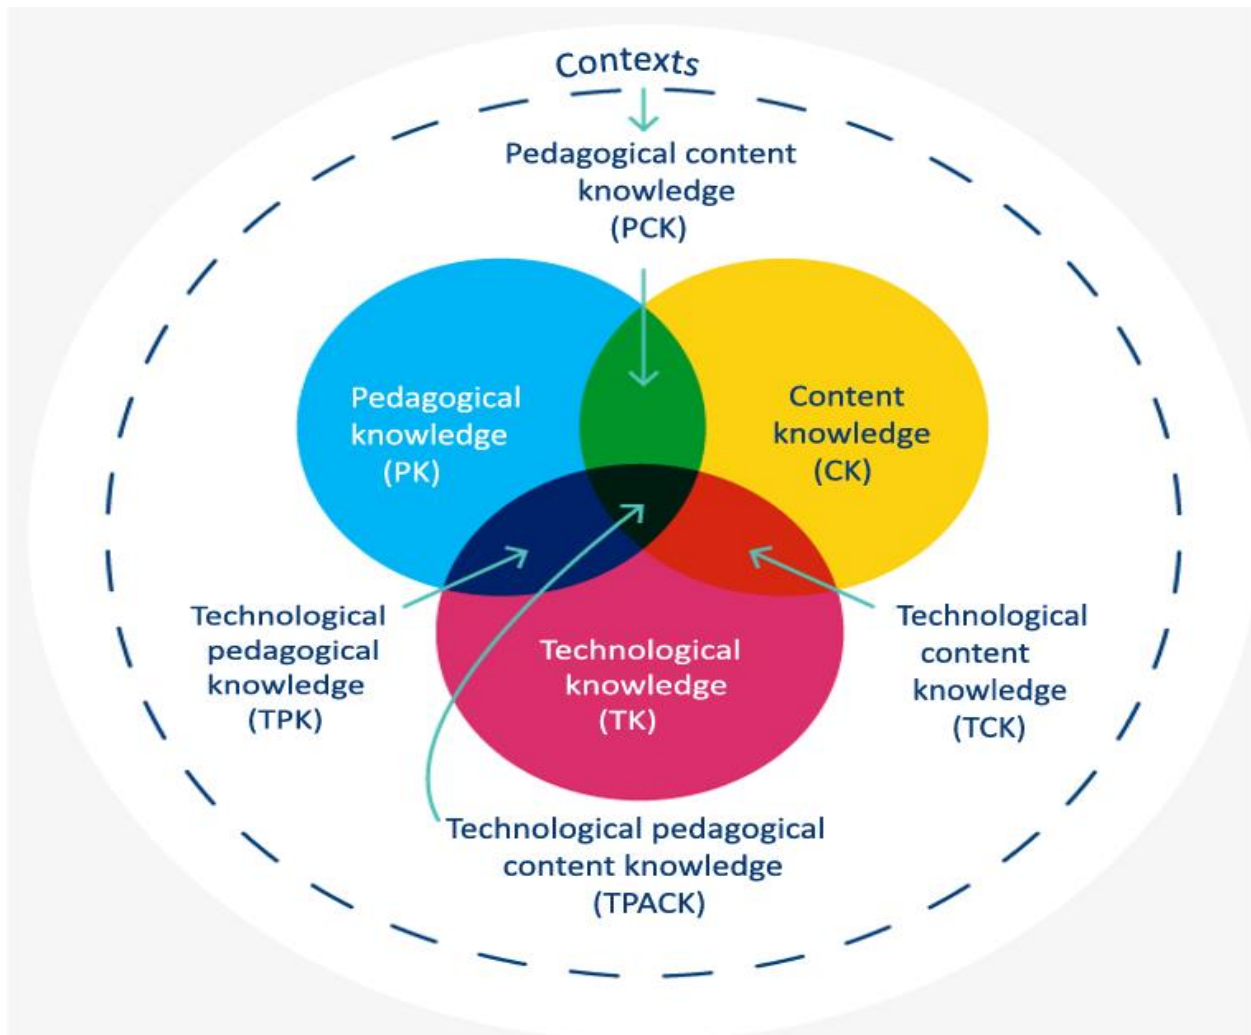 Contexts
Pedagogical content
knowledge
(PCK)
Pedagogical
knowledge
(PK)
Content
knowledge
(CK)
Technological
pedagogical
knowledge
(TPK)
Technological
knowledge
(TK)
Technological
content
knowledge
(TCK)
Technological pedagogical
content knowledge
(TPACK)